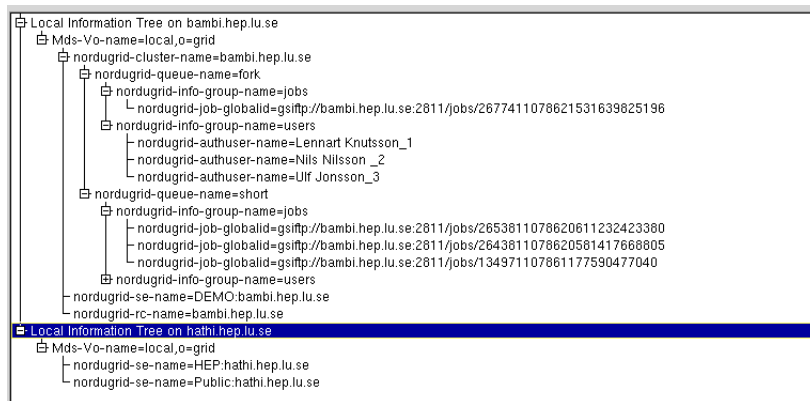 Local Information Tree on bambi.hep.lu.se
Mds-Vo-name=local,o=grid
nordugrid-cluster-name=bambi.hep.lu.se
nordugrid-queue-name=fork
nordugrid-info-group-name=jobs
nordugrid-job-globalid=gsiftp://bambi.hep.lu.se:2811/jobs/2677411078621531639825196
nordugrid-info-group-name=users
nordugrid-authuser-name=Lennart Knutsson_1
nordugrid-authuser-name=Nils Nilsson _2
nordugrid-authuser-name=Ulf Jonsson_3
nordugrid-queue-name=short
nordugrid-info-group-name=jobs
nordugrid-job-globalid=gsiftp://bambi.hep.lu.se:2811/jobs/2653811078620611232423380
nordugrid-job-globalid=gsiftp://bambi.hep.lu.se:2811/jobs/2643811078620581417668805
nordugrid-job-globalid=gsiftp://bambi.hep.lu.se:2811/jobs/134971107861177590477040
nordugrid-info-group-name=users
nordugrid-se-name=DEMO:bambi.hep.lu.se
nordugrid-rc-name=bambi.hep.lu.se
Local Information Tree on hathi.hep.lu.se
Mds-Vo-name=local,o=grid
nordugrid-se-name=HEP:hathi.hep.lu.se
nordugrid-se-name=Public:hathi.hep.lu.se